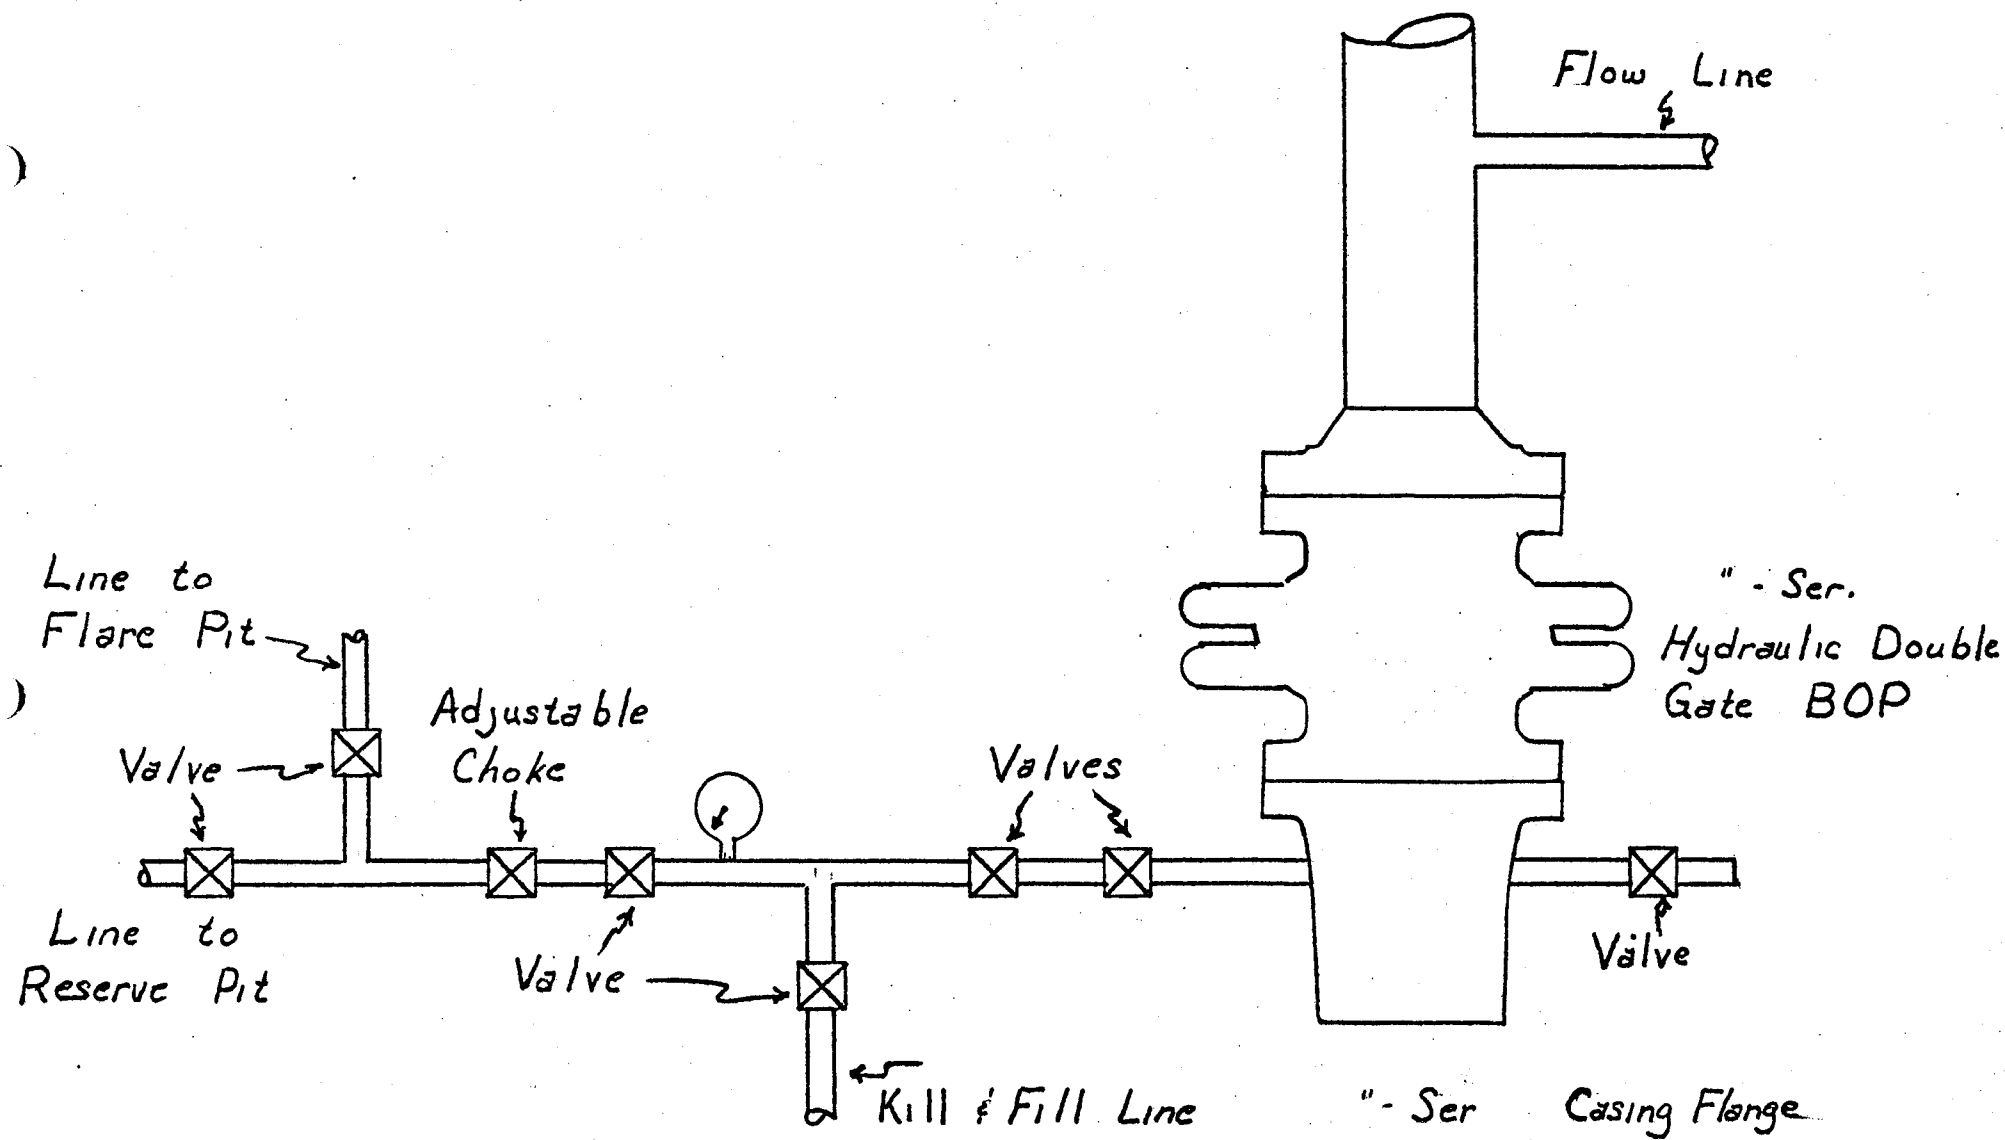 Flow Line
Line to
Flare Pit
" - Ser.
Hydraulic Double
Gate BOP
Adjustable
Choke
Valve
Valves
Line to
Reserve Pit
Valve
Valve
Kill & Fill Line
" - Ser Casing Flange